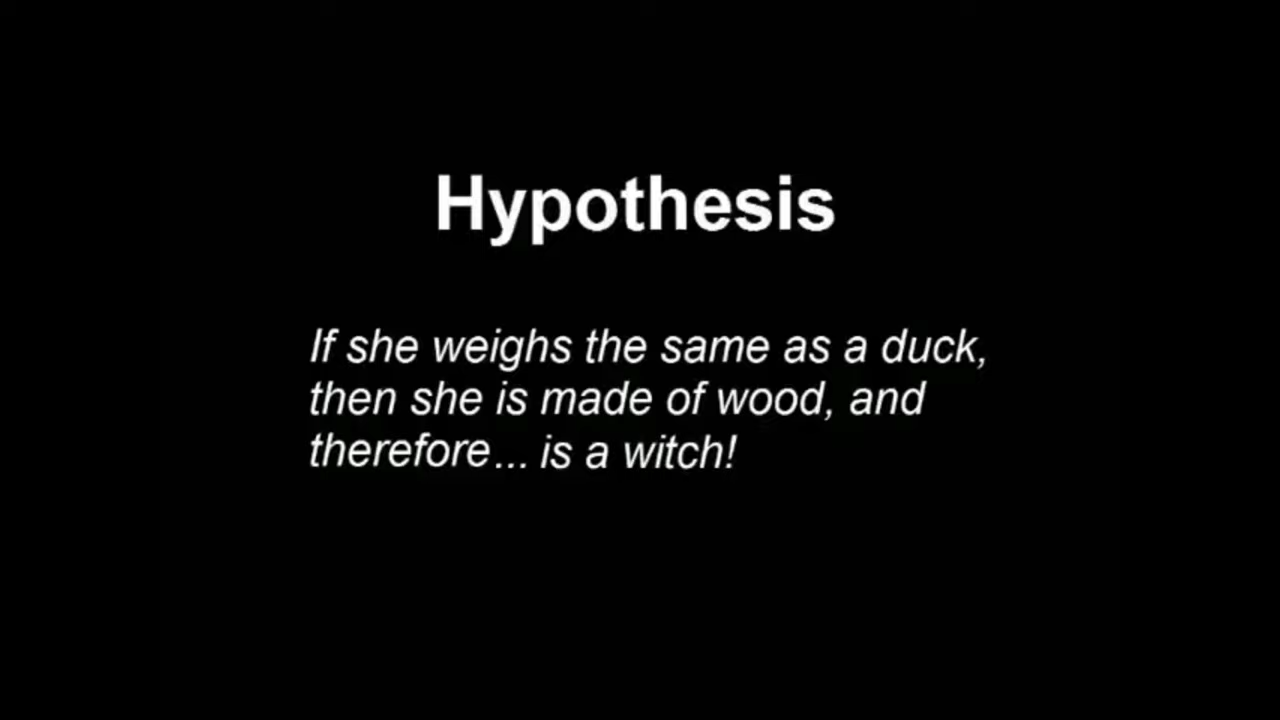 Hypothesis
If she weighs the same as a duck,
then she is made of wood, and
therefore... is a witch!